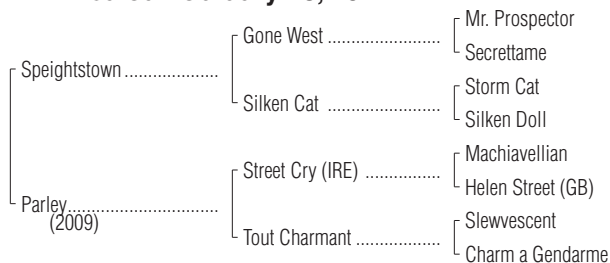 Mr. Prospector
Gone West ........................
Secrettame
Speightstown ....................
Storm Cat
Silken Cat ........................
Silken Doll
Machiavellian
Street Cry (IRE) ................
Helen Street (GB)
Parley................................
(2009)
Slewvescent
Tout Charmant ..................
Charm a Gendarme